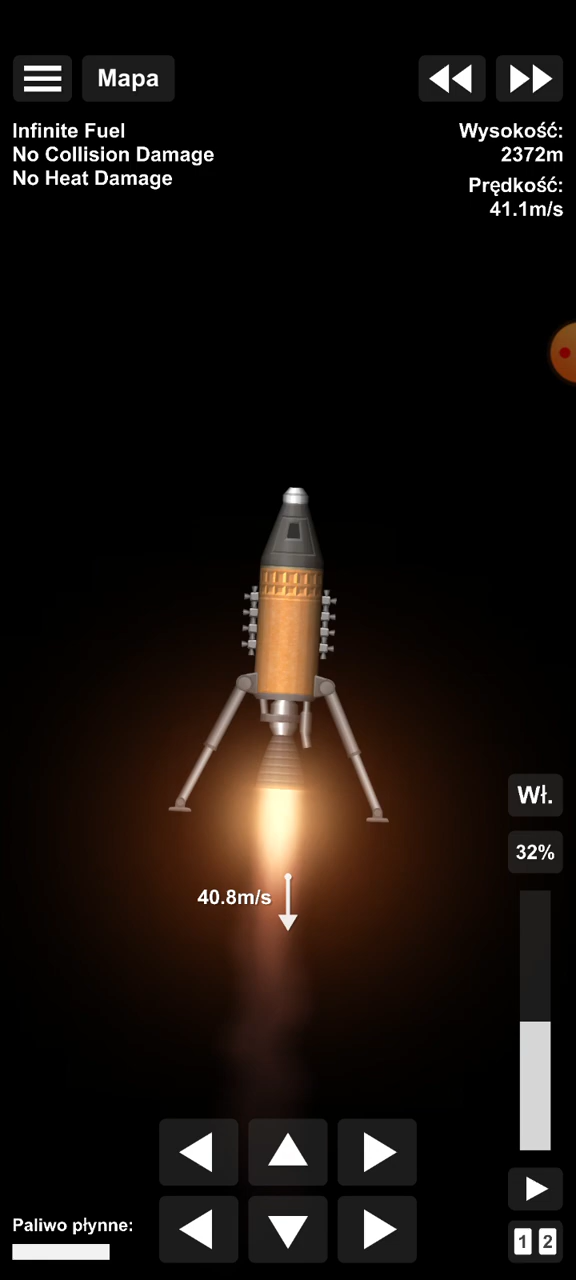 Mapa
Infinite Fuel
No Collision Damage
No Heat Damage
Wysokość:
2372m
Prędkość:
41.1m/s
Wł.
32%
40.8m/s
Paliwo płynne:
1 2